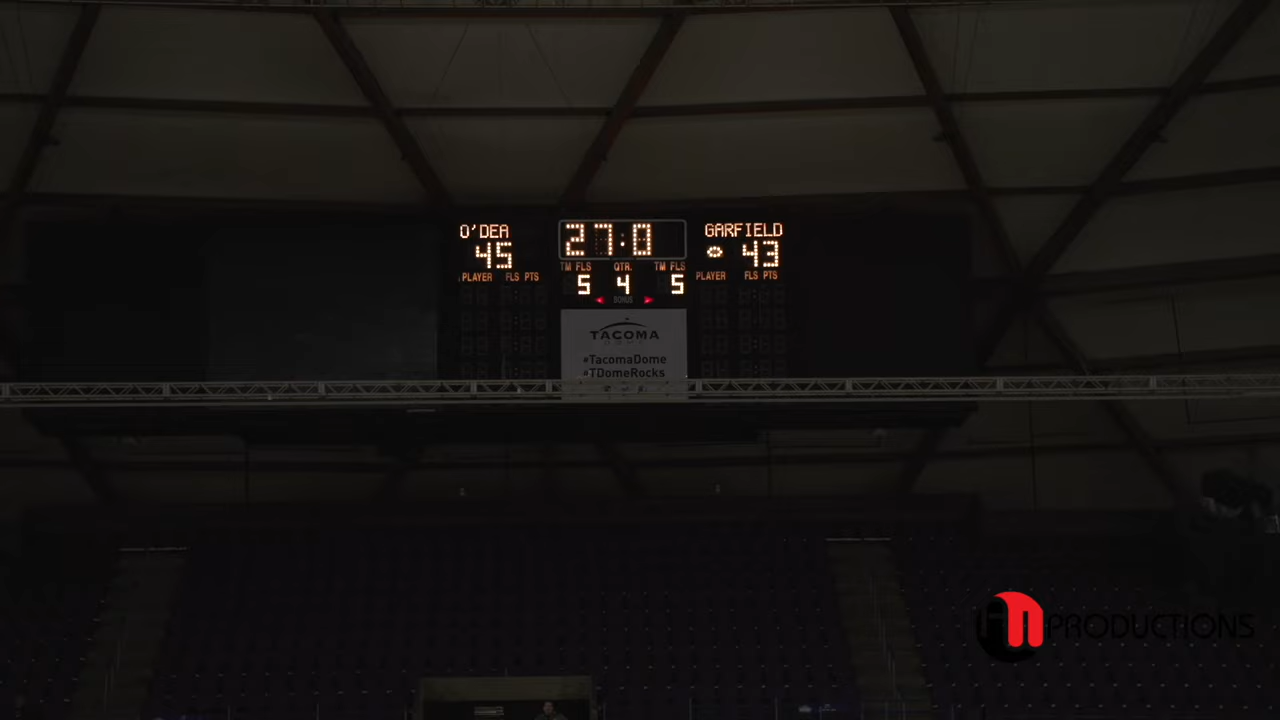 O'DEA 27:0 GARFIELD
45 43
TM FLS QTR. TM FLS
PLAYER FLS PTS 5 4 5 PLAYER FLS PTS
BONUS
TACOMA
DOME
#TacomaDome
#TDomeRocks
PRODUCTIONS